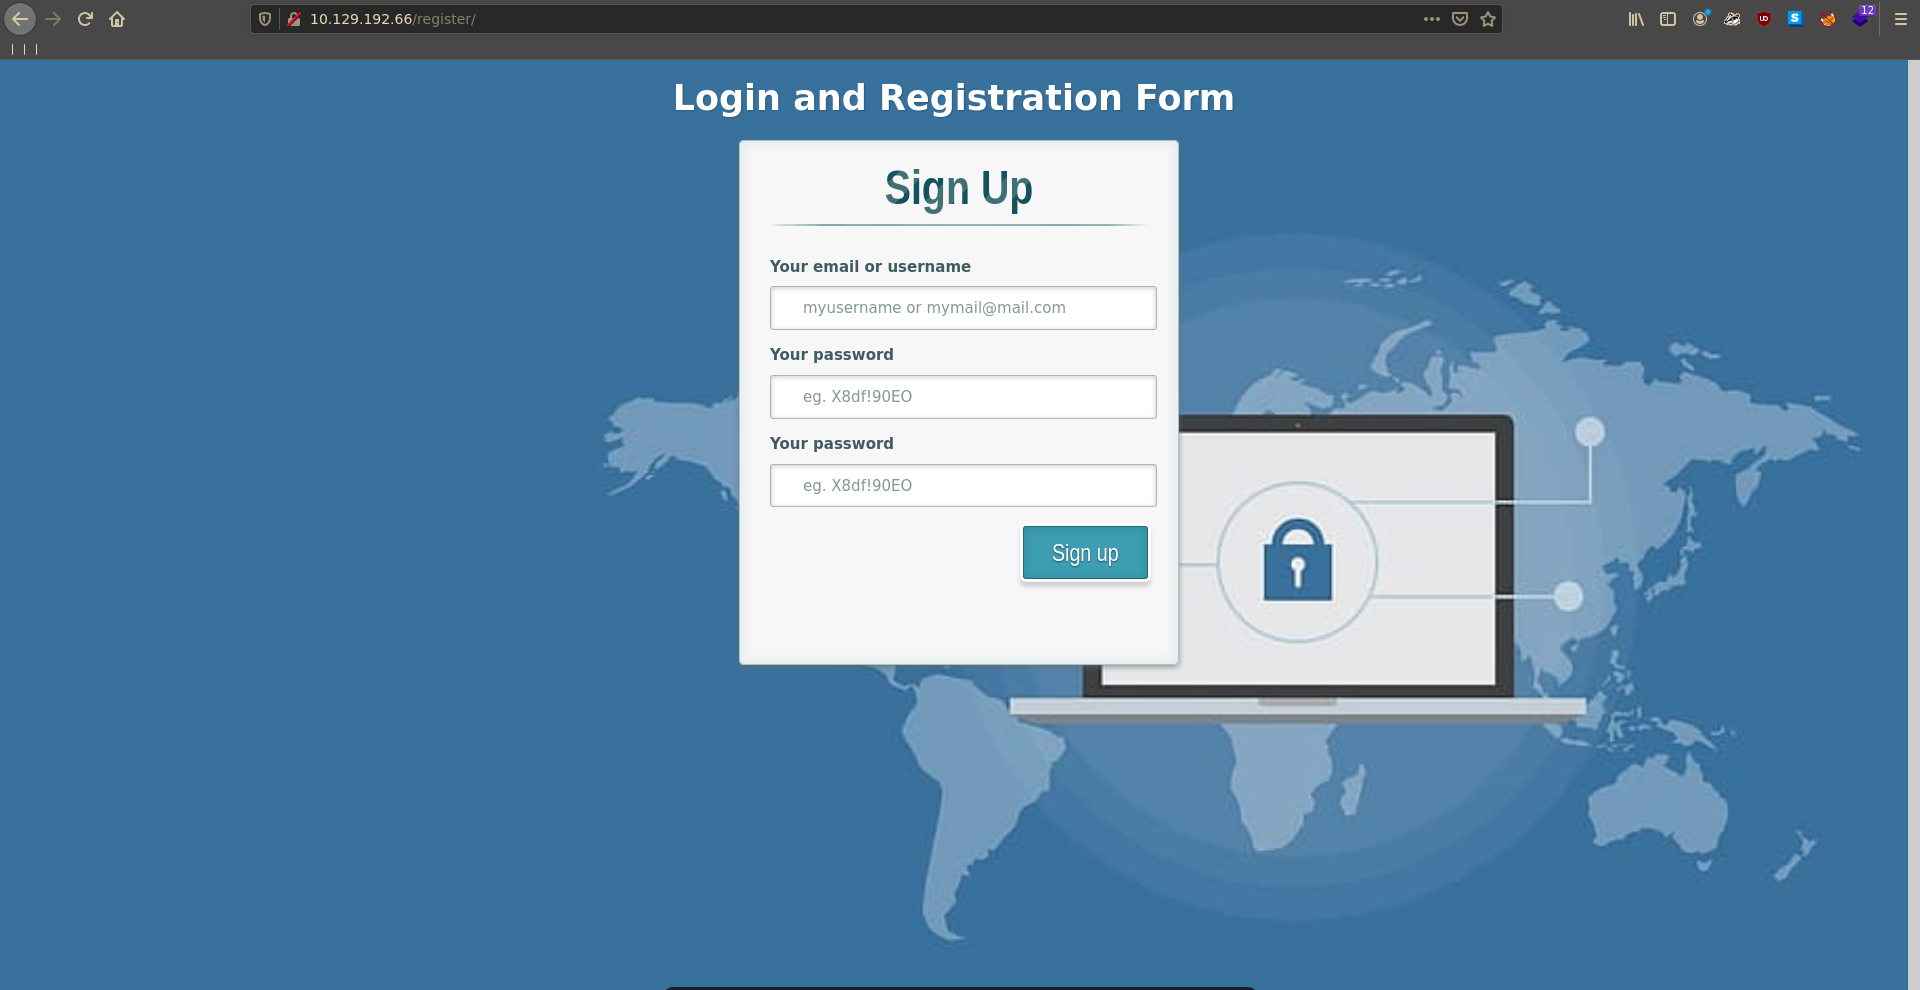 10.129.192.66/register/
12
Login and Registration Form
Sign Up
Your email or username
myusername or mymail@mail.com
Your password
eg. X8df!90EO
Your password
eg. X8df!90EO
Sign up